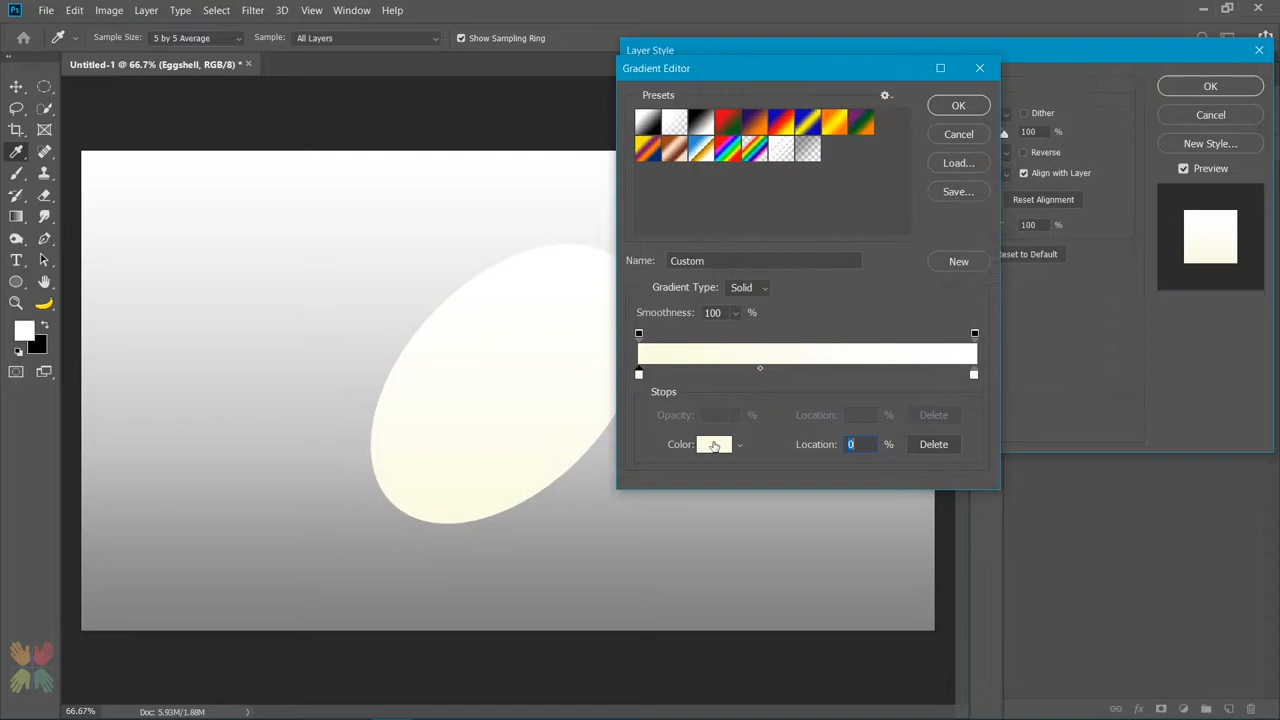 Ps File Edit Image Layer Type Select Filter 3D View Window Help
Sample Size: 5 by 5 Average Sample: All Layers Show Sampling Ring
Untitled-1 @ 66.7% (Eggshell, RGB/8) *
Layer Style
Gradient Editor
Presets
OK
Cancel
Load...
Save...
Name: Custom
New
Gradient Type: Solid
Smoothness: 100 %
Stops
Opacity: % Location: % Delete
Color: Location: 0 % Delete
Dither
100 %
Reverse
Align with Layer
Reset Alignment
100 %
Reset to Default
OK
Cancel
New Style...
Preview
66.67% Doc: 5.93M/1.88M
fx